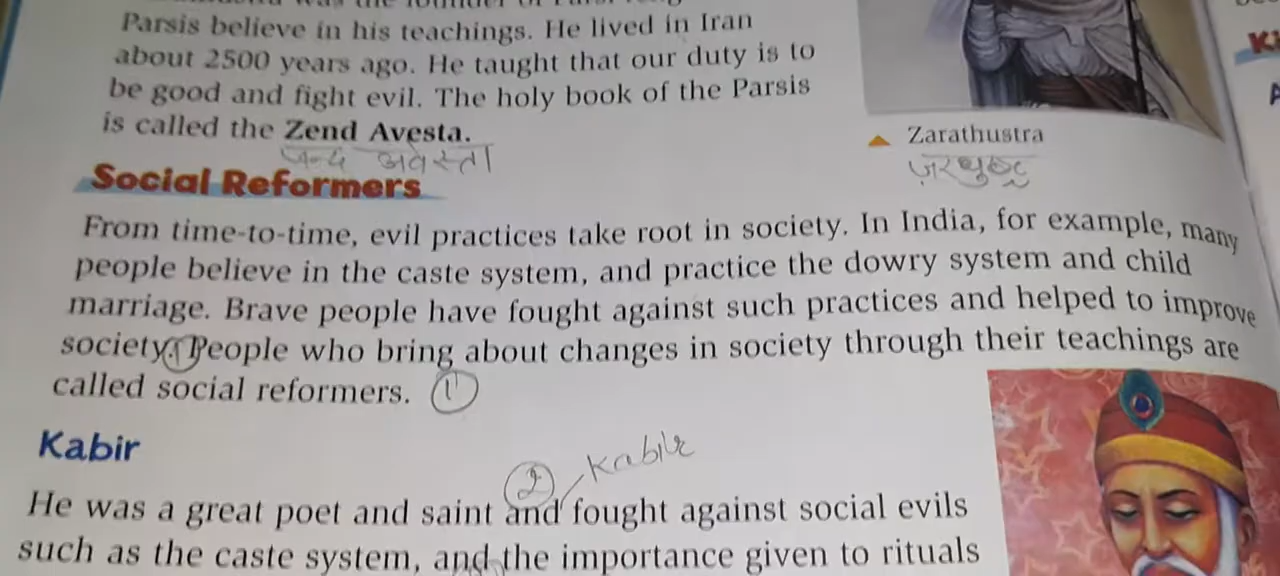 Parsis believe in his teachings. He lived in Iran
about 2500 years ago. He taught that our duty is to
be good and fight evil. The holy book of the Parsis
is called the Zend Avesta.
जेन्द अवेस्ता
Zarathustra
Social Reformers
From time-to-time, evil practices take root in society. In India, for example, many
people believe in the caste system, and practice the dowry system and child
marriage. Brave people have fought against such practices and helped to improve
society. (1 People who bring about changes in society through their teachings are
called social reformers. 1
Kabir
2 Kabir
He was a great poet and saint and fought against social evils
such as the caste system, and the importance given to rituals